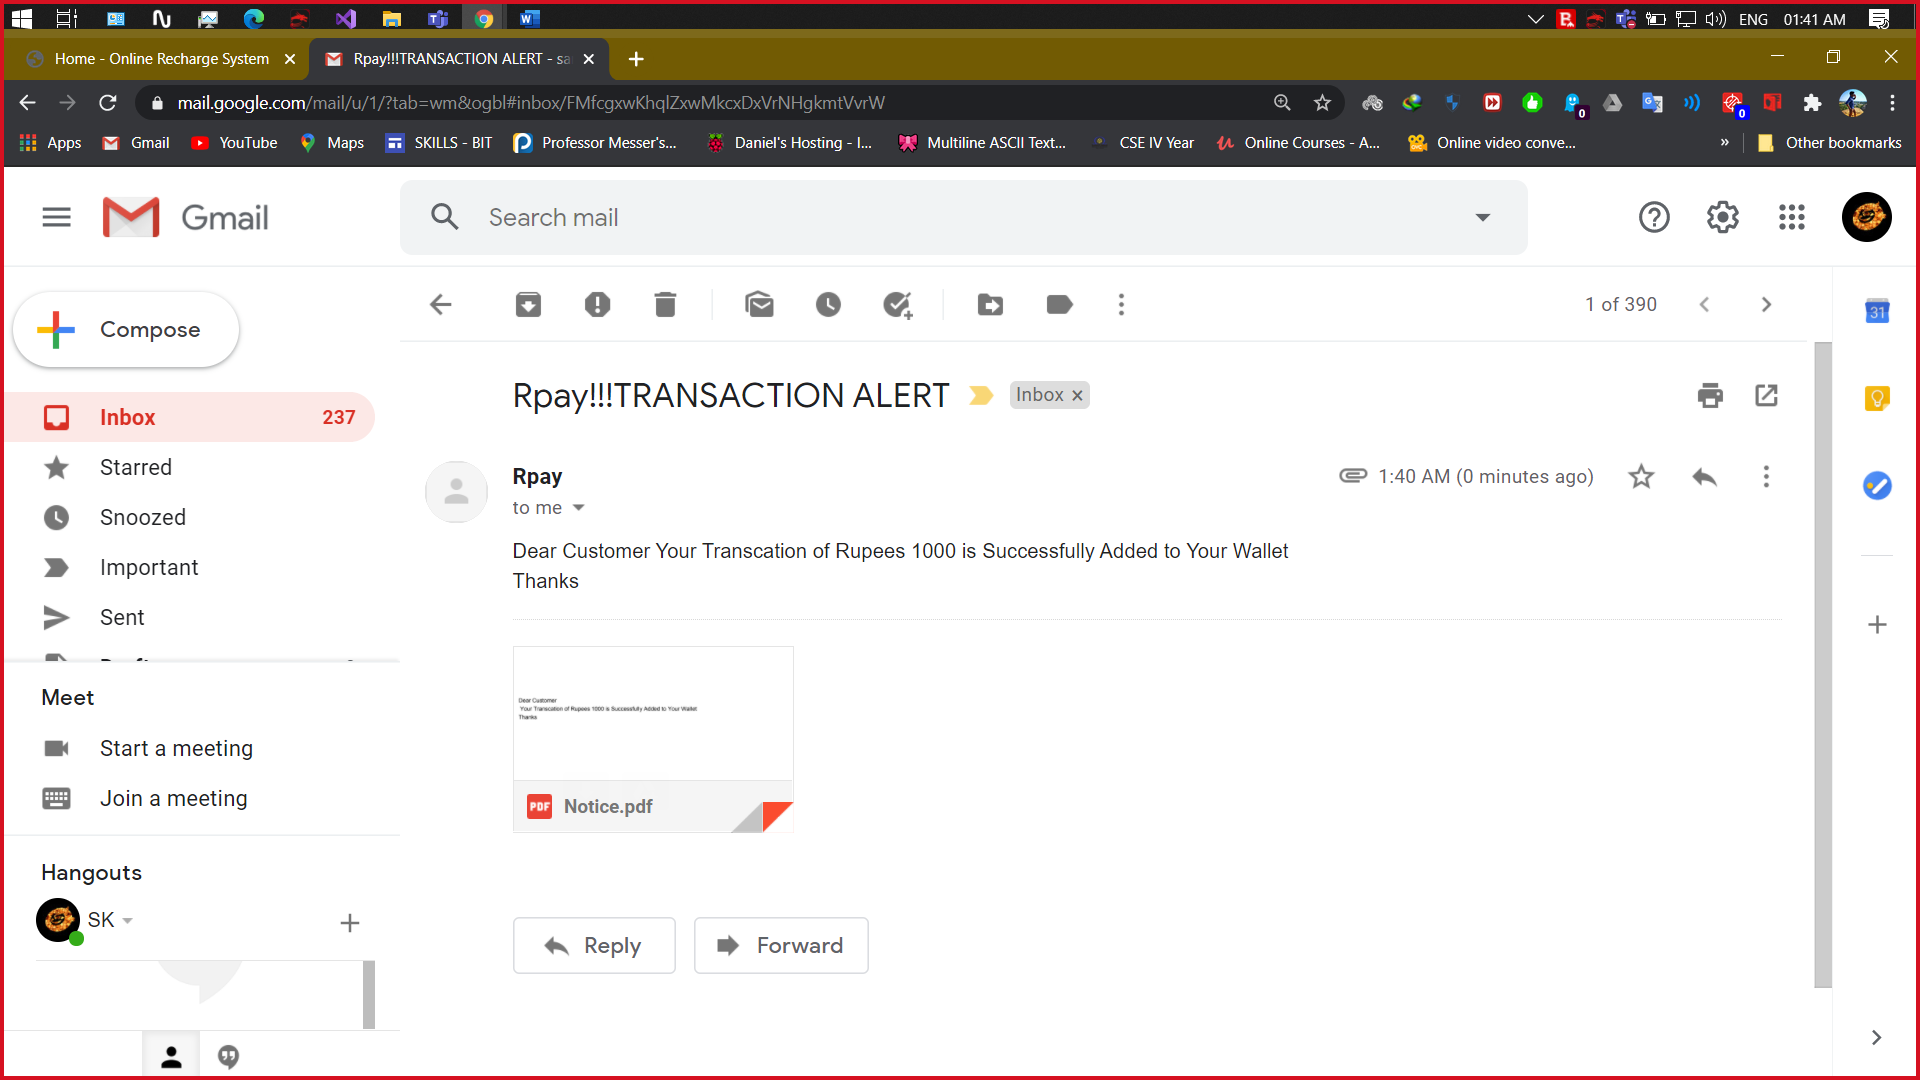 ENG 01:41 AM
Home - Online Recharge System
Rpay!!!TRANSACTION ALERT - sa
mail.google.com/mail/u/1/?tab=wm&ogbl#inbox/FMfcgxwKhqlZxwMkcxDxVrNHgkmtVvrW
0
0
Apps
Gmail
YouTube
Maps
SKILLS - BIT
Professor Messer's...
Daniel's Hosting - I...
Multiline ASCII Text...
CSE IV Year
Online Courses - A...
Online video conve...
»
Other bookmarks
Gmail
Search mail
Compose
1 of 390
31
Rpay!!!TRANSACTION ALERT
Inbox x
Inbox 237
Starred
Snoozed
Important
Sent
Rpay
1:40 AM (0 minutes ago)
to me
Dear Customer Your Transcation of Rupees 1000 is Successfully Added to Your Wallet
Thanks
Dear Customer
Your Transcation of Rupees 1000 is Successfully Added to Your Wallet
Thanks
PDF Notice.pdf
Meet
Start a meeting
Join a meeting
Hangouts
SK
Reply
Forward